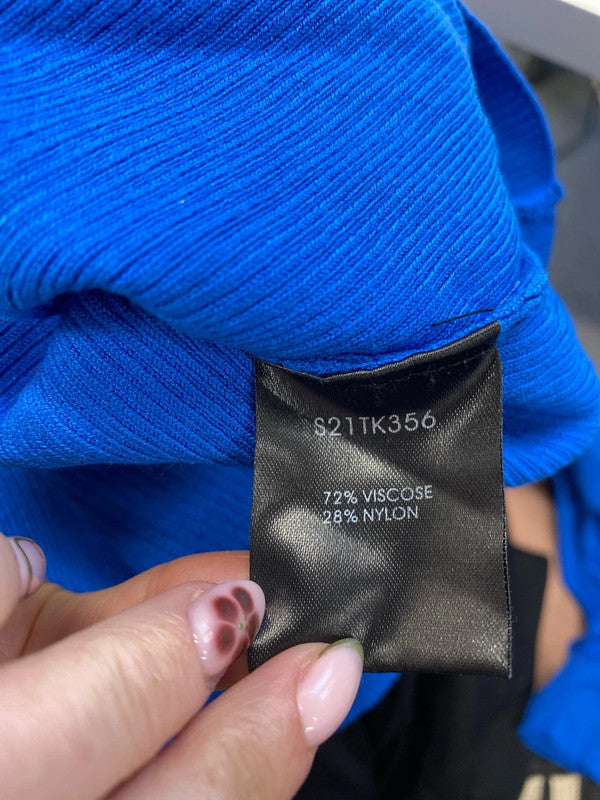 S21TK356
72% VISCOSE
28% NYLON